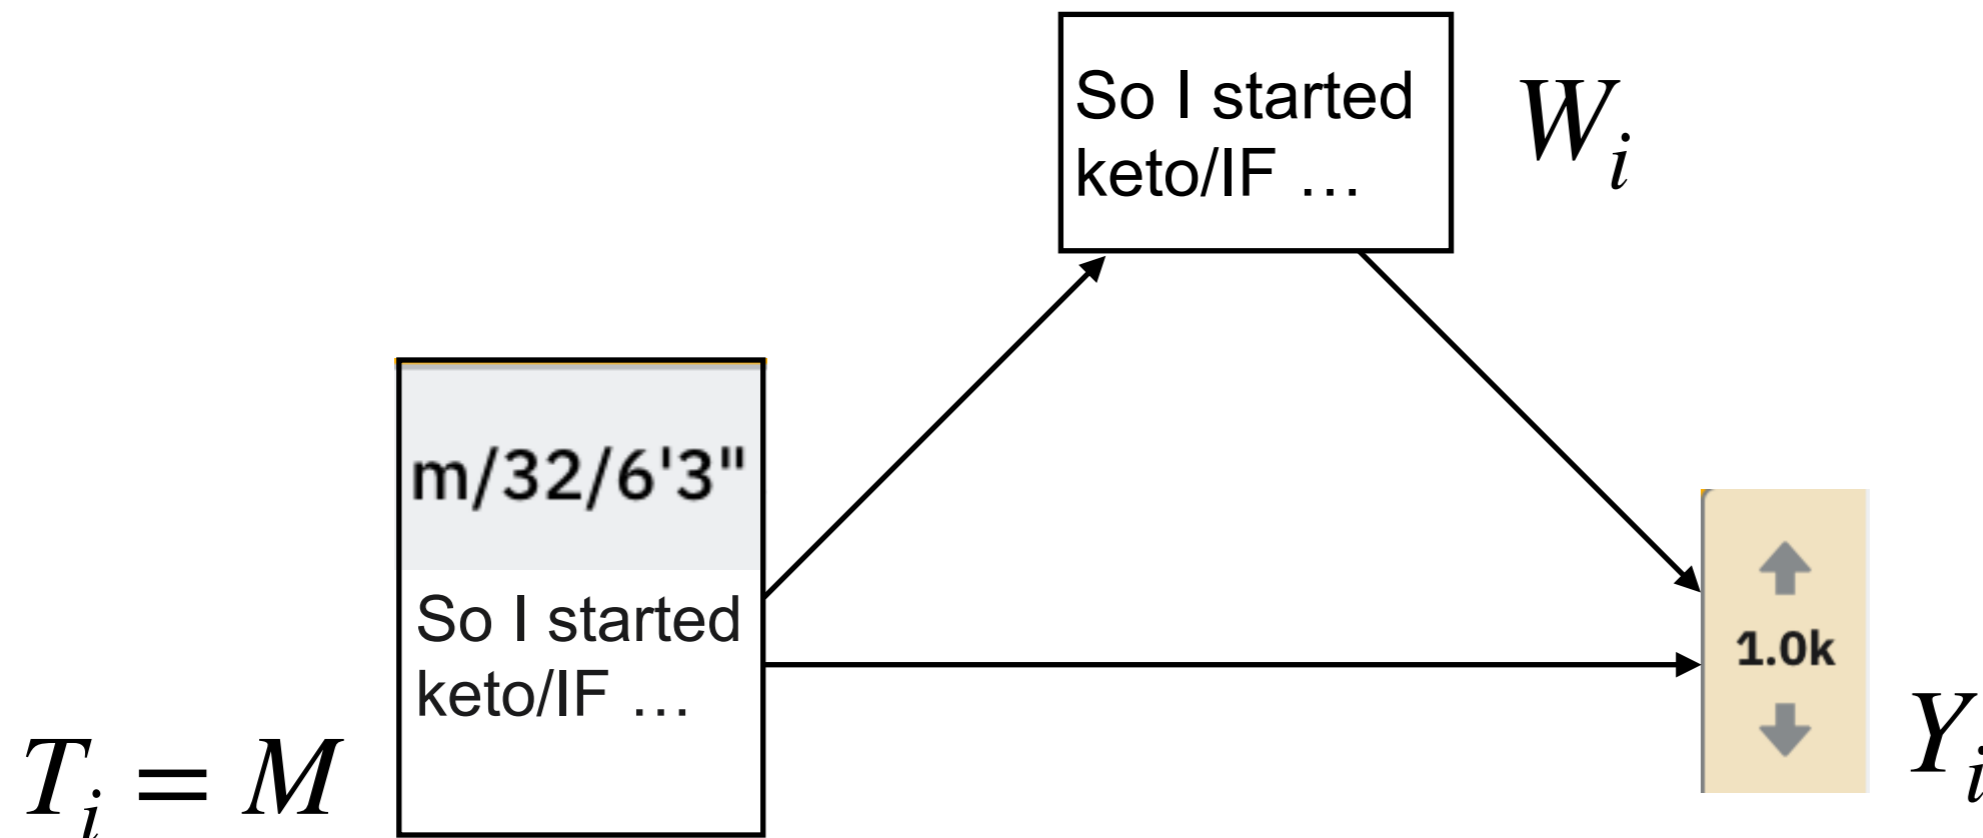 So I started
keto/IF …
W_i
m/32/6'3"
So I started
keto/IF …
T_i = M
1.0k
Y_i